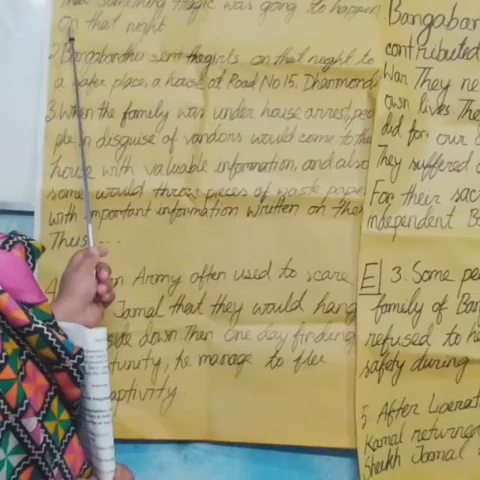 that something tragic was going to happen
on that night
2. Bangabandhu sent the girls on that night to
a safer place, a house at Road No 15. Dhanmondi
3. When the family was under house arrest, peo
ple in disguise of vandors would come to the
house with valuable information, and also
some would throw pieces of waste paper
with important information written on them
Thus ....
4. Army often used to scare
Jamal that they would hang
side down. Then one day finding
tunity, he manage to flee
captivity.
Bangaban
contributed
War. They ne
own lives. The
did for our
They suffered
For their sac
independent B
E 3. Some pe
family of Ban
refused to he
safety during
5. After Liberat
Kamal returned
Sheikh Jamal